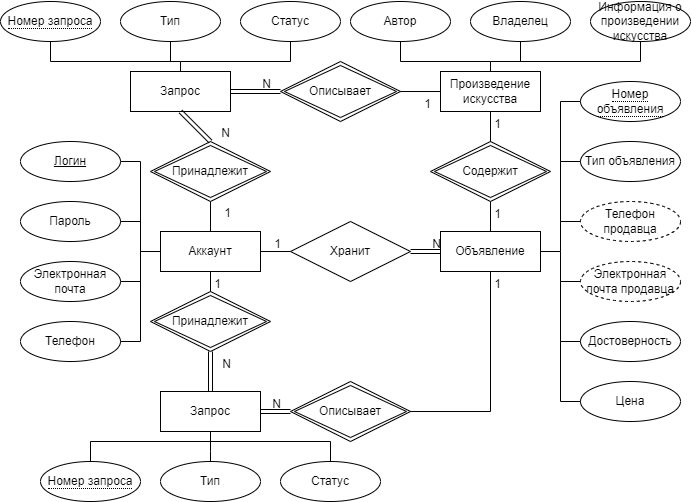 Номер запроса
Тип
Статус
Автор
Владелец
Информация о
произведении
искусства
Запрос
N
Описывает
1
Произведение
искусства
N
1
Номер
объявления
Логин
Принадлежит
Содержит
Тип объявления
1
1
Пароль
Телефон
продавца
Аккаунт
1
Хранит
N
Объявление
Электронная
почта
1
1
Электронная
почта продавца
Принадлежит
Телефон
Достоверность
N
Запрос
N
Описывает
Цена
Номер запроса
Тип
Статус